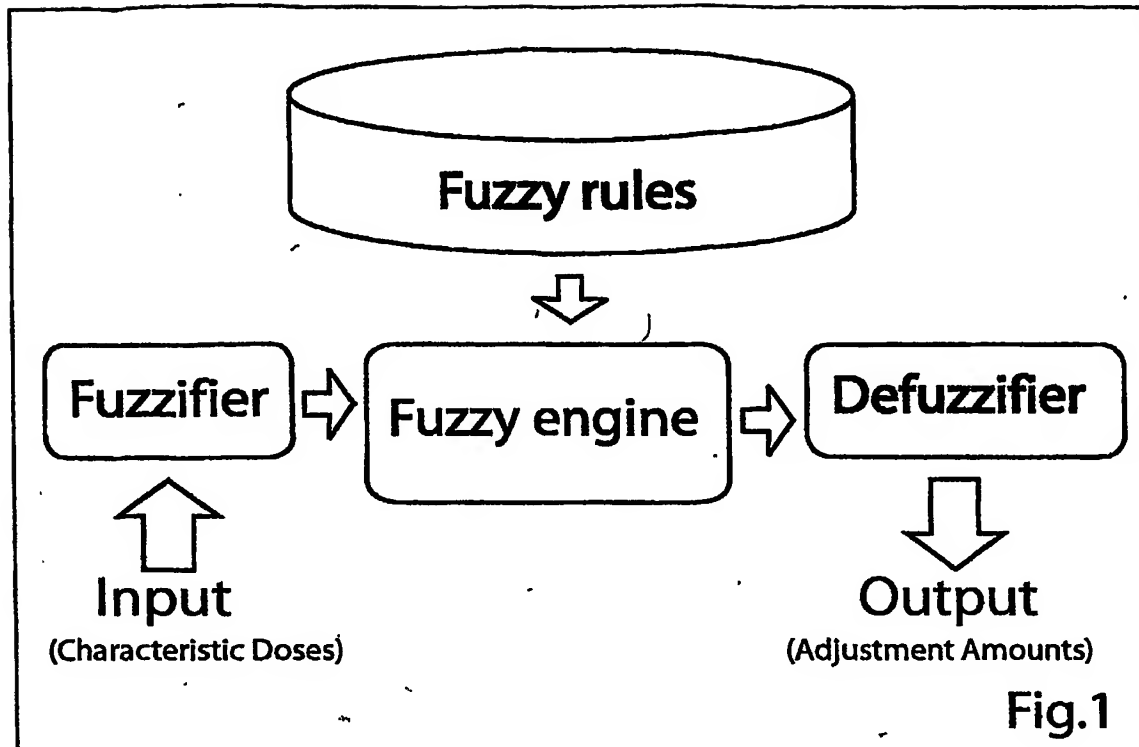 Fuzzy rules
Fuzzifier
Fuzzy engine
Defuzzifier
Input
(Characteristic Doses)
Output
(Adjustment Amounts)
Fig.1